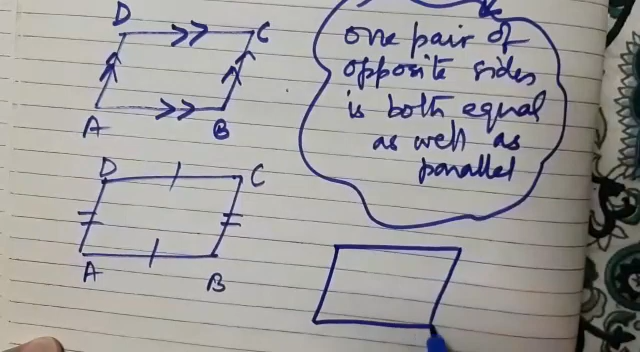 D
C
A
B
one pair of
opposite sides
is both equal
as well as
parallel
D
C
A
B